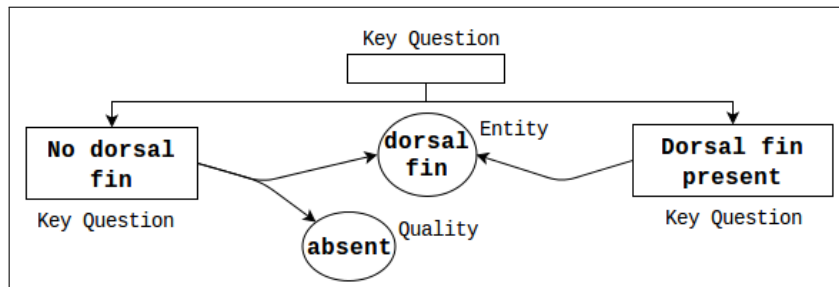 Key Question
No dorsal
fin
Key Question
dorsal
fin
Entity
absent
Quality
Dorsal fin
present
Key Question